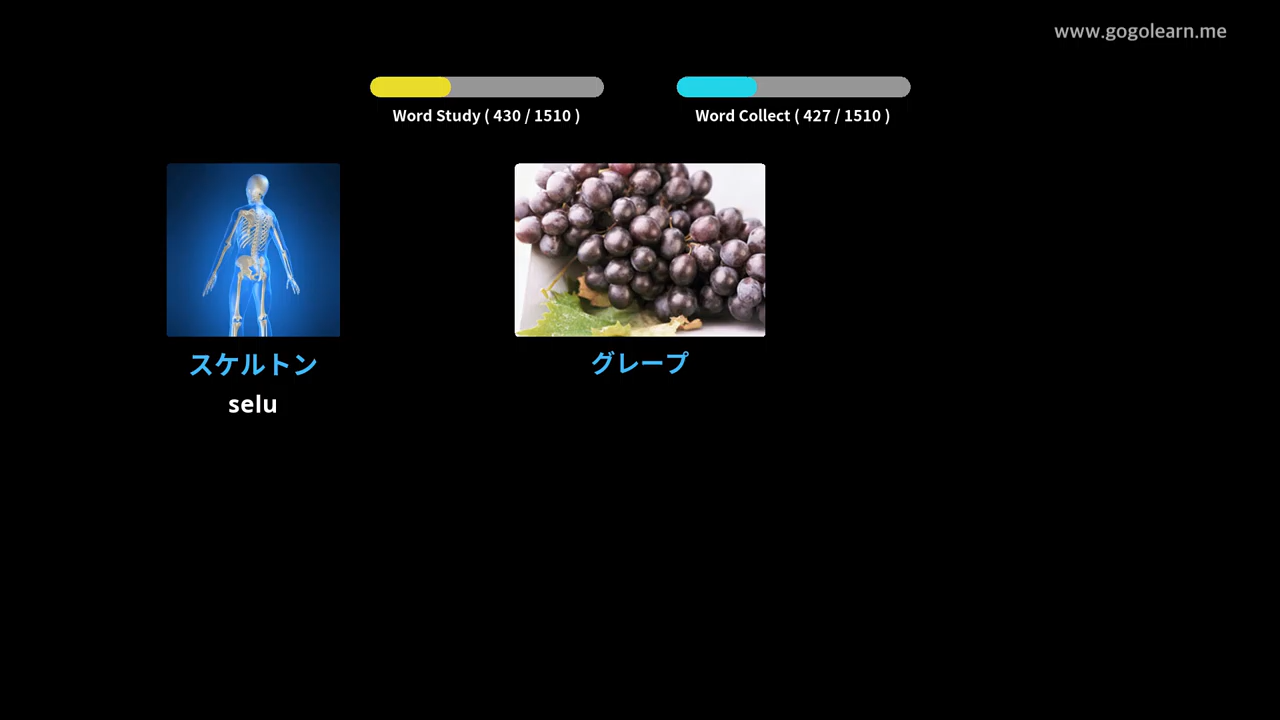 www.gogolearn.me
Word Study ( 430 / 1510 )
Word Collect ( 427 / 1510 )
スケルトン
selu
グレープ